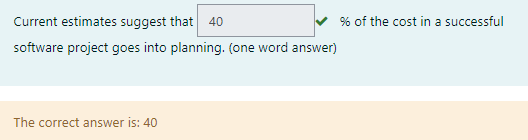 Current estimates suggest that 40 % of the cost in a successful
software project goes into planning. (one word answer)
The correct answer is: 40